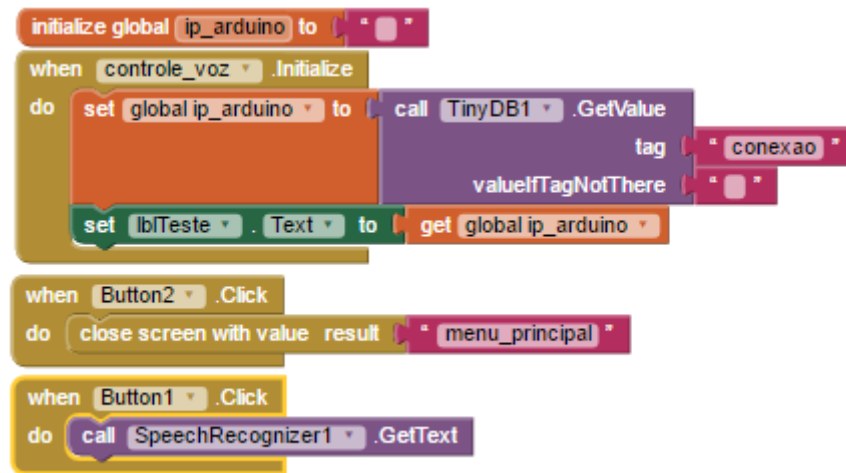 initialize global ip_arduino to " "
when controle_voz .Initialize
do set global ip_arduino to call TinyDB1 .GetValue
tag " conexao "
valueIfTagNotThere " "
set lblTeste . Text to get global ip_arduino
when Button2 .Click
do close screen with value result " menu_principal "
when Button1 .Click
do call SpeechRecognizer1 .GetText